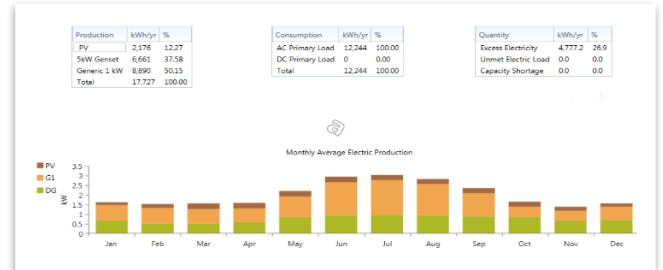 Production kWh/yr %
PV 2,176 12.27
5kW Genset 6,661 37.58
Generic 1 kW 8,890 50.15
Total 17,727 100.00
Consumption kWh/yr %
AC Primary Load 12,244 100.00
DC Primary Load 0 0.00
Total 12,244 100.00
Quantity kWh/yr %
Excess Electricity 4,777.2 26.9
Unmet Electric Load 0.0 0.0
Capacity Shortage 0.0 0.0
a
Monthly Average Electric Production
PV
G1
DG
kW
3.5
3
2.5
2
1.5
1
0.5
0
Jan Feb Mar Apr May Jun Jul Aug Sep Oct Nov Dec